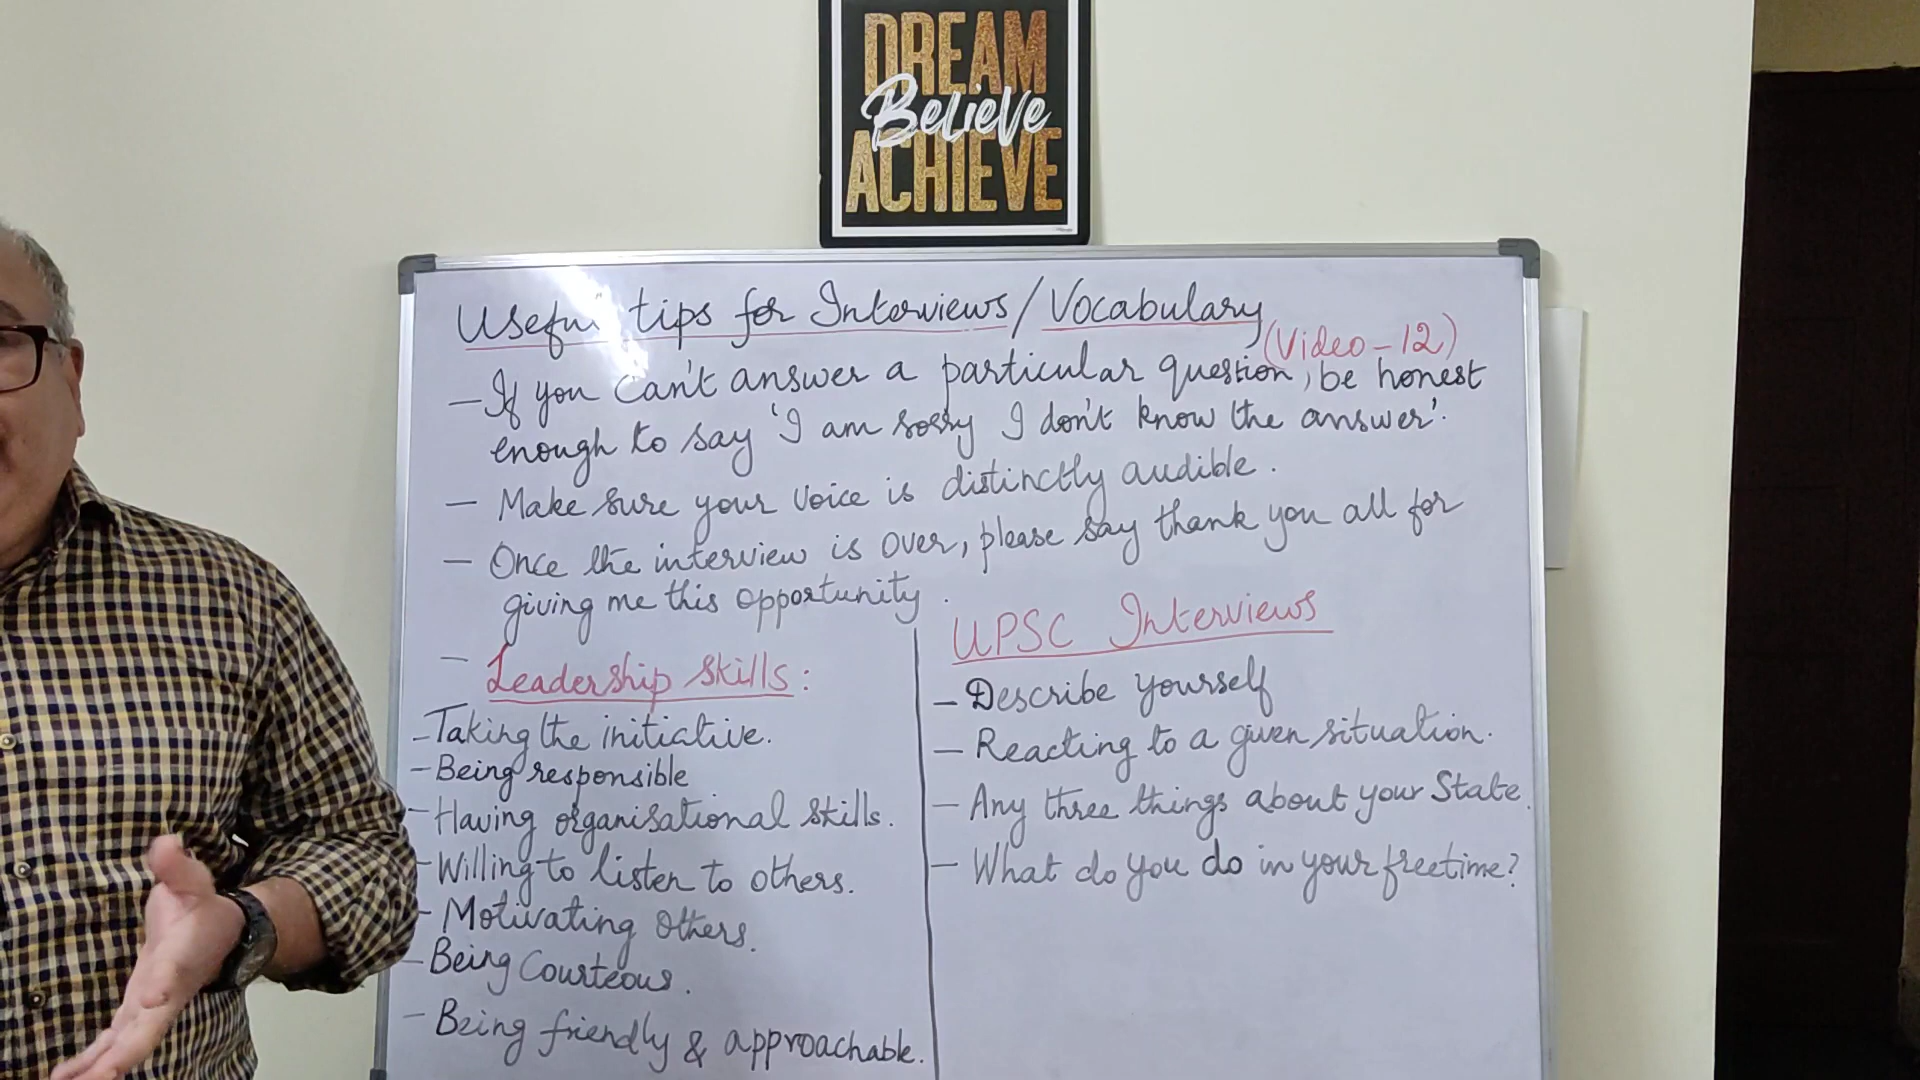 DREAM
Believe
ACHIEVE
Useful tips for Interviews/Vocabulary
(Video-12)
- If you can't answer a particular question, be honest
enough to say 'I am sorry I don't know the answer'.
- Make sure your voice is distinctly audible.
- Once the interview is over, please say thank you all for
giving me this opportunity.
- Leadership skills:
- Taking the initiative.
- Being responsible
- Having organisational skills.
- Willing to listen to others.
- Motivating others.
- Being Courteous.
- Being friendly & approachable.
UPSC Interviews
- Describe yourself
- Reacting to a given situation.
- Any three things about your State.
- What do you do in your freetime?